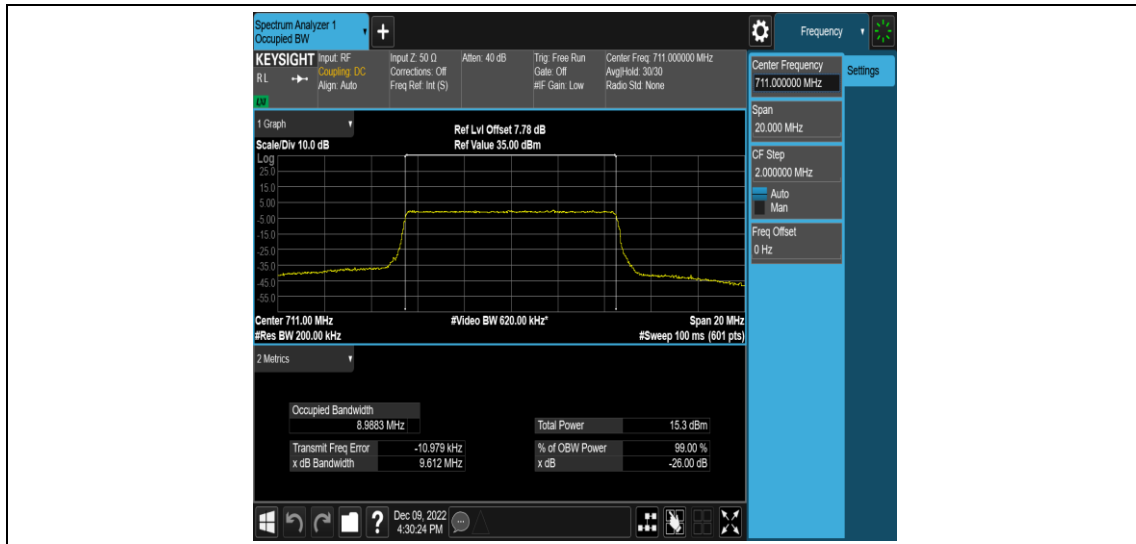 Spectrum Analyzer 1
Occupied BW
+
Frequency
KEYSIGHT
RL
LXI
Input: RF
Coupling: DC
Align: Auto
Input Z: 50 Ω
Corrections: Off
Freq Ref: Int (S)
Atten: 40 dB
Trig: Free Run
Gate: Off
#IF Gain: Low
Center Freq: 711.000000 MHz
Avg|Hold: 30/30
Radio Std: None
Center Frequency
711.000000 MHz
Settings
Span
20.000 MHz
CF Step
2.000000 MHz
Auto
Man
Freq Offset
0 Hz
1 Graph
Scale/Div 10.0 dB
Ref Lvl Offset 7.78 dB
Ref Value 35.00 dBm
Log
25.0
15.0
5.00
-5.00
-15.0
-25.0
-35.0
-45.0
-55.0
Center 711.00 MHz
#Res BW 200.00 kHz
#Video BW 620.00 kHz*
Span 20 MHz
#Sweep 100 ms (601 pts)
2 Metrics
Occupied Bandwidth
8.9883 MHz
Total Power 15.3 dBm
Transmit Freq Error -10.979 kHz
% of OBW Power 99.00 %
x dB Bandwidth 9.612 MHz
x dB -26.00 dB
?
Dec 09, 2022
4:30:24 PM